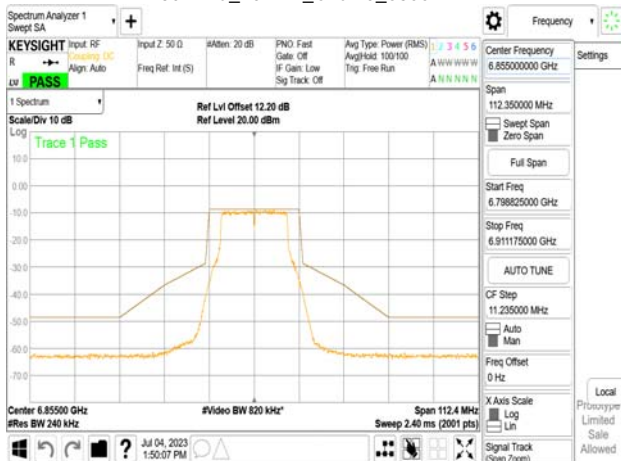 Spectrum Analyzer 1
Swept SA
+
Frequency
KEYSIGHT
R
LXI
PASS
Input: RF
Coupling: DC
Align: Auto
Input Z: 50 Ω
Freq Ref: Int (S)
#Atten: 20 dB
PNO: Fast
Gate: Off
IF Gain: Low
Sig Track: Off
Avg Type: Power (RMS)
Avg|Hold: 100/100
Trig: Free Run
1 2 3 4 5 6
A W W W W W
A N N N N N
1 Spectrum
Scale/Div 10 dB
Ref Lvl Offset 12.20 dB
Ref Level 20.00 dBm
Log
Trace 1 Pass
10.0
0.00
-10.0
-20.0
-30.0
-40.0
-50.0
-60.0
-70.0
Center 6.85500 GHz
#Video BW 820 kHz*
Span 112.4 MHz
#Res BW 240 kHz
Sweep 2.40 ms (2001 pts)
?
Jul 04, 2023
1:50:07 PM
Center Frequency
6.855000000 GHz
Settings
Span
112.350000 MHz
Swept Span
Zero Span
Full Span
Start Freq
6.798825000 GHz
Stop Freq
6.911175000 GHz
AUTO TUNE
CF Step
11.235000 MHz
Auto
Man
Freq Offset
0 Hz
X Axis Scale
Log
Lin
Signal Track
(Span Zoom)
Local
Prototype
Limited
Sale
Allowed